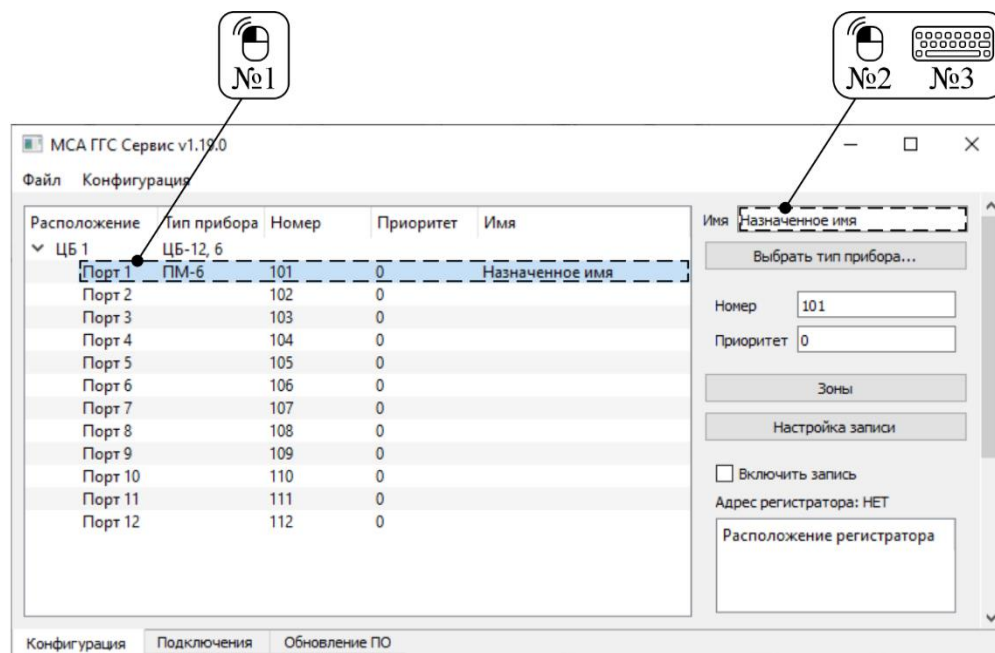 №1
№2 №3
МСА ГГС Сервис v1.19.0
Файл Конфигурация
Расположение Тип прибора Номер Приоритет Имя
ЦБ 1 ЦБ-12, 6
Порт 1 ПМ-6 101 0 Назначенное имя
Порт 2 102 0
Порт 3 103 0
Порт 4 104 0
Порт 5 105 0
Порт 6 106 0
Порт 7 107 0
Порт 8 108 0
Порт 9 109 0
Порт 10 110 0
Порт 11 111 0
Порт 12 112 0
Имя Назначенное имя
Выбрать тип прибора...
Номер 101
Приоритет 0
Зоны
Настройка записи
Включить запись
Адрес регистратора: НЕТ
Расположение регистратора
Конфигурация Подключения Обновление ПО